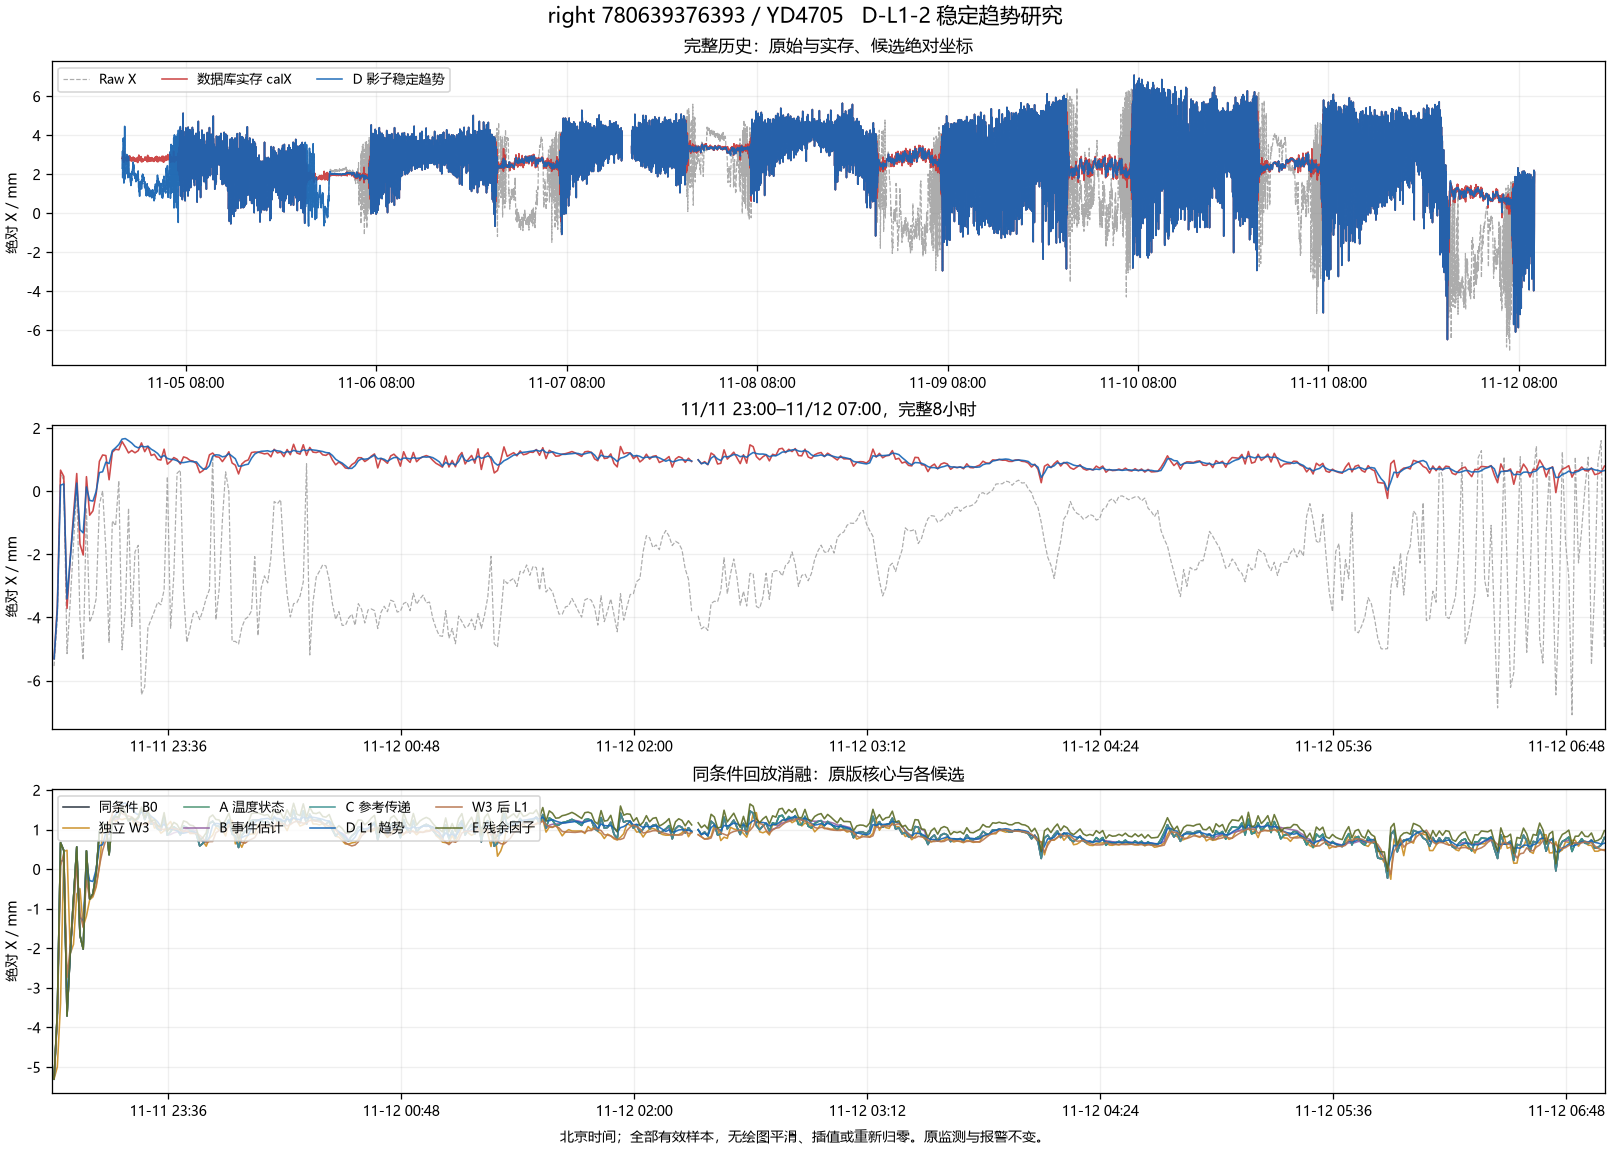 right 780639376393 / YD4705   D-L1-2 稳定趋势研究
完整历史：原始与实存、候选绝对坐标
Raw X
数据库实存 calX
D 影子稳定趋势
绝对 X / mm
6
4
2
0
-2
-4
-6
11-05 08:00
11-06 08:00
11-07 08:00
11-08 08:00
11-09 08:00
11-10 08:00
11-11 08:00
11-12 08:00
11/11 23:00–11/12 07:00，完整8小时
绝对 X / mm
2
0
-2
-4
-6
11-11 23:36
11-12 00:48
11-12 02:00
11-12 03:12
11-12 04:24
11-12 05:36
11-12 06:48
同条件回放消融：原版核心与各候选
同条件 B0
A 温度状态
C 参考传递
W3 后 L1
独立 W3
B 事件估计
D L1 趋势
E 残余因子
绝对 X / mm
2
1
0
-1
-2
-3
-4
-5
11-11 23:36
11-12 00:48
11-12 02:00
11-12 03:12
11-12 04:24
11-12 05:36
11-12 06:48
北京时间；全部有效样本，无绘图平滑、插值或重新归零。原监测与报警不变。